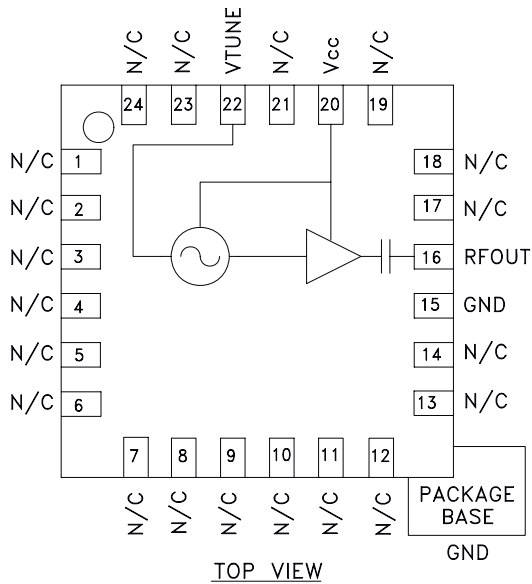 N/C N/C VTUNE N/C Vcc N/C
24 23 22 21 20 19
N/C 1 18 N/C
N/C 2 17 N/C
N/C 3 16 RFOUT
N/C 4 15 GND
N/C 5 14 N/C
N/C 6 13 N/C
7 8 9 10 11 12
N/C N/C N/C N/C N/C N/C
PACKAGE
BASE
GND
TOP VIEW